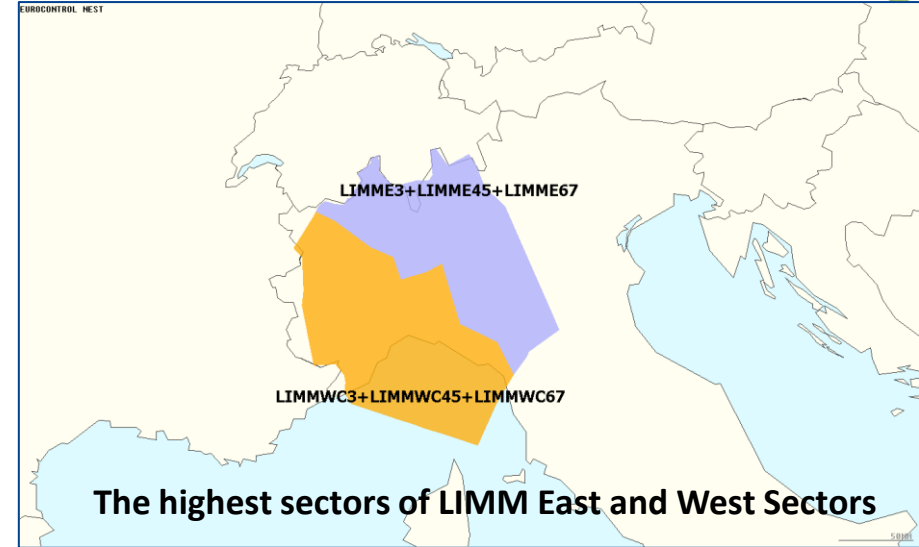 EUROCONTROL NEST
LIMME3+LIMME45+LIMME67
LIMMWC3+LIMMWC45+LIMMWC67
The highest sectors of LIMM East and West Sectors